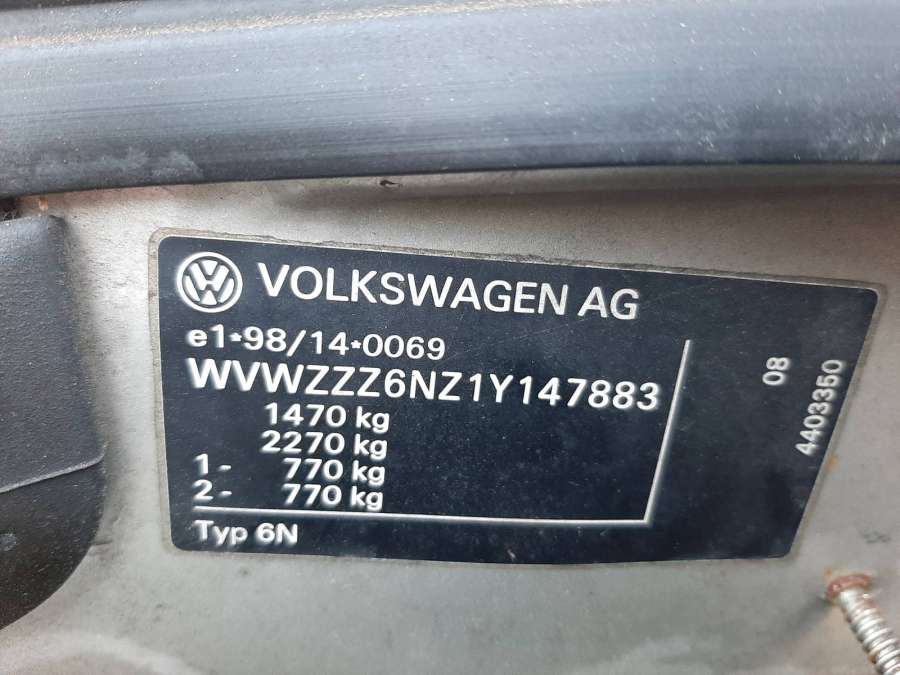 VOLKSWAGEN AG
e1*98/14*0069
WVWZZZ6NZ1Y147883
1470 kg
2270 kg
1- 770 kg
2- 770 kg
Typ 6N
08
4403350